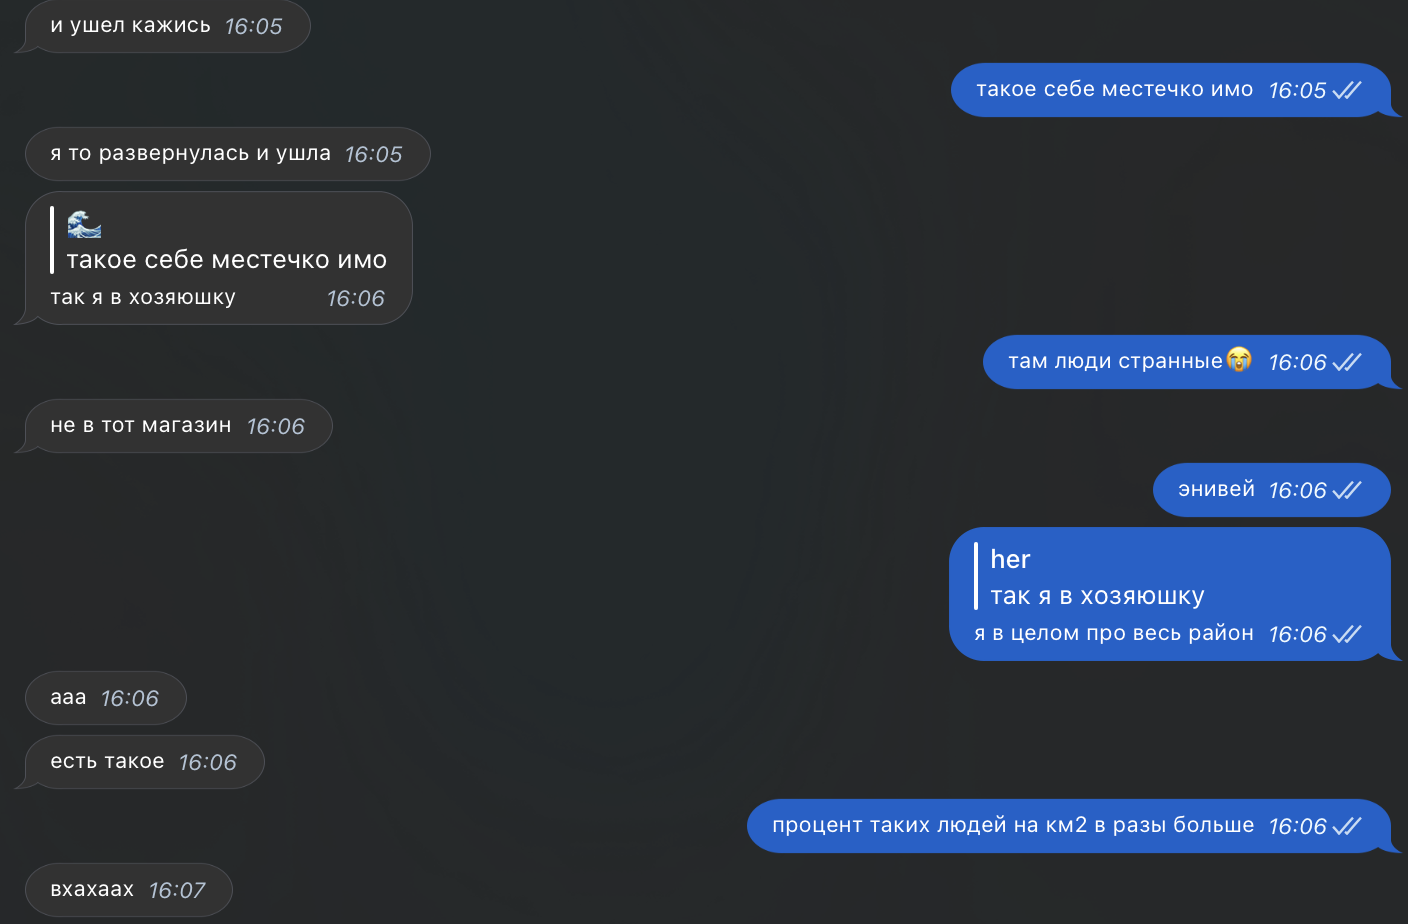 и ушел кажись 16:05
такое себе местечко имо 16:05
я то развернулась и ушла 16:05
🌊
такое себе местечко имо
так я в хозяюшку 16:06
там люди странные😭 16:06
не в тот магазин 16:06
энивей 16:06
her
так я в хозяюшку
я в целом про весь район 16:06
ааа 16:06
есть такое 16:06
процент таких людей на км2 в разы больше 16:06
вхахаах 16:07